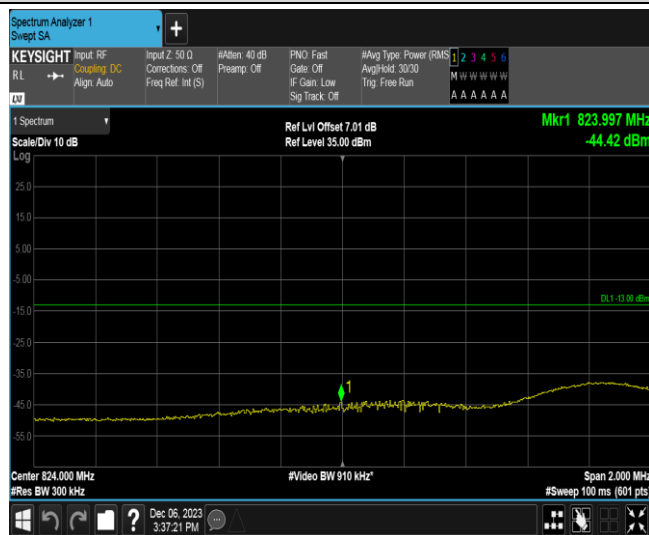 Spectrum Analyzer 1
Swept SA
KEYSIGHT
RL
LXI
Input: RF
Coupling: DC
Align: Auto
Input Z: 50 Ω
Corrections: Off
Freq Ref: Int (S)
#Atten: 40 dB
Preamp: Off
PNO: Fast
Gate: Off
IF Gain: Low
Sig Track: Off
#Avg Type: Power (RMS
Avg|Hold: 30/30
Trig: Free Run
1 2 3 4 5 6
M W W W W W
A A A A A A
1 Spectrum
Scale/Div 10 dB
Log
Ref Lvl Offset 7.01 dB
Ref Level 35.00 dBm
Mkr1 823.997 MHz
-44.42 dBm
25.0
15.0
5.00
-5.00
DL1 -13.00 dBm
-15.0
-25.0
-35.0
1
-45.0
-55.0
Center 824.000 MHz
#Video BW 910 kHz*
Span 2.000 MHz
#Res BW 300 kHz
#Sweep 100 ms (601 pts)
?
Dec 06, 2023
3:37:21 PM